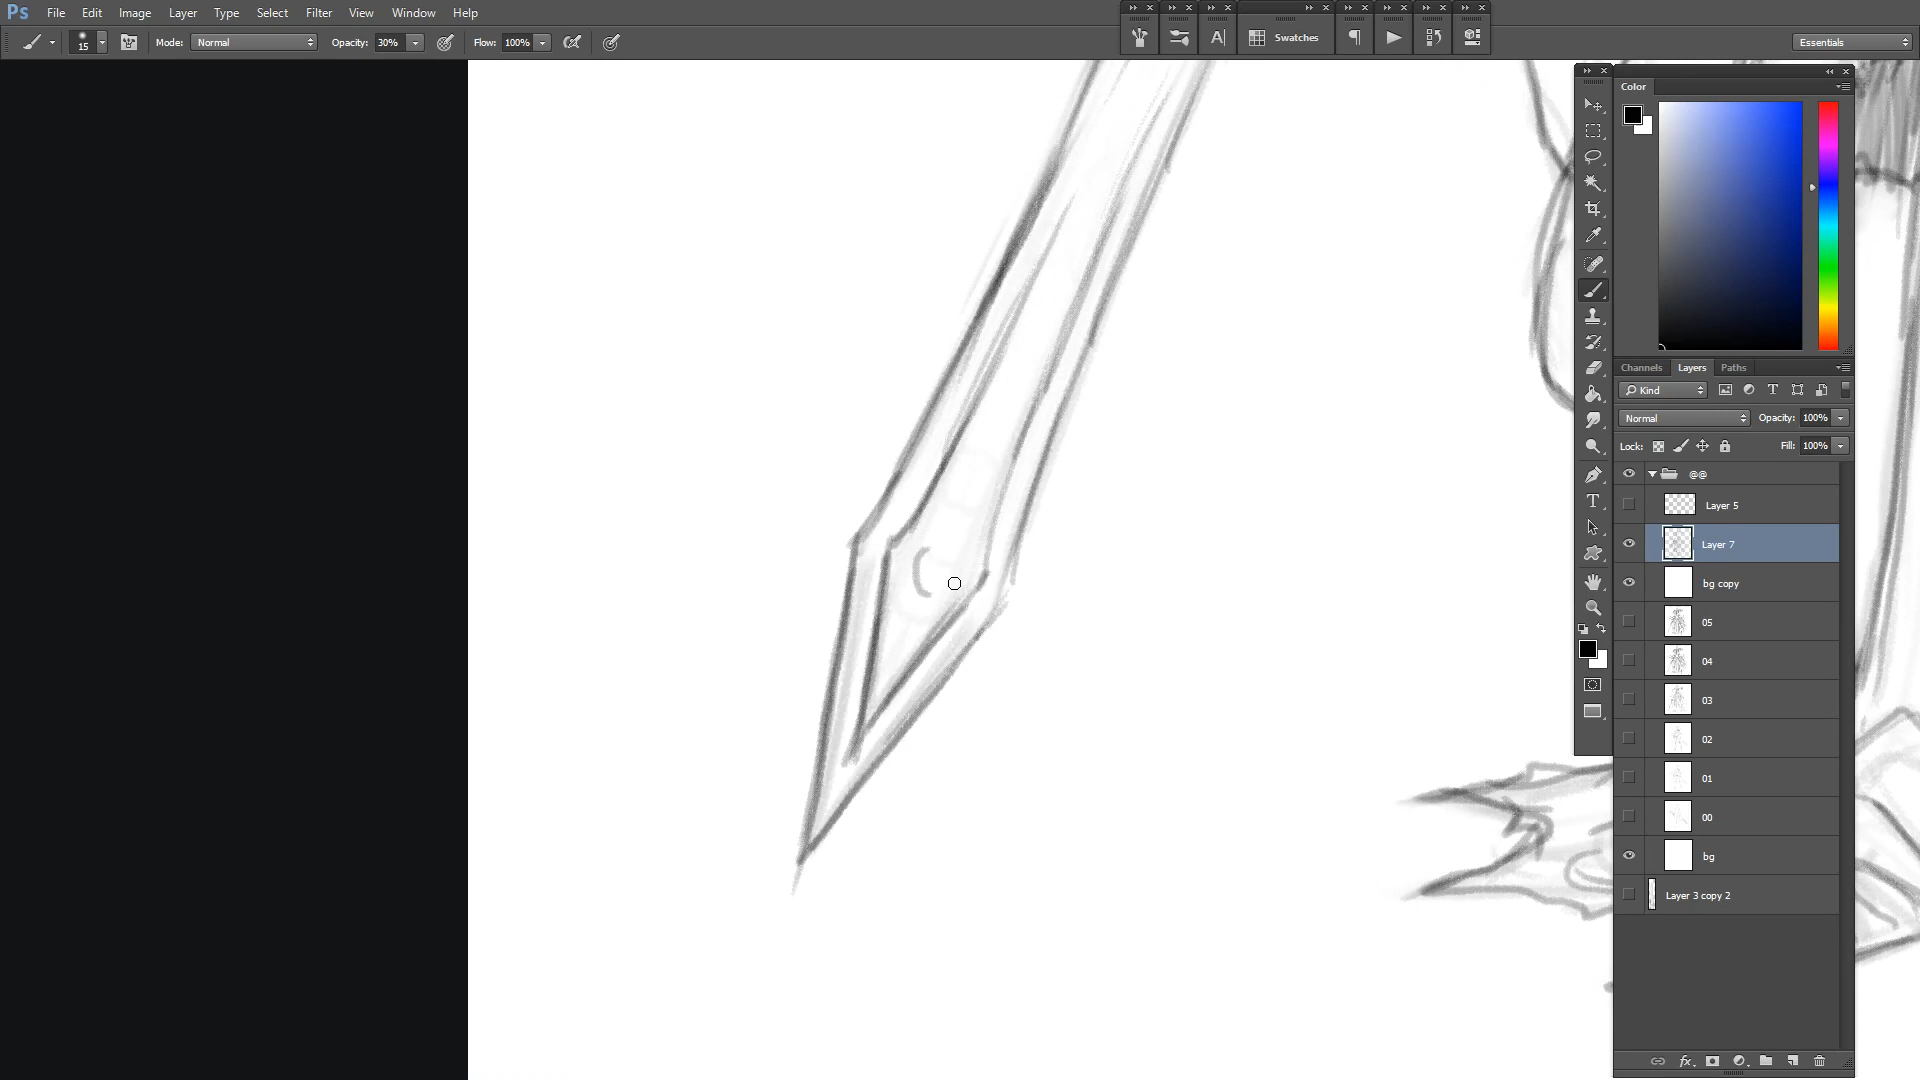 Ps File Edit Image Layer Type Select Filter View Window Help
15 Mode: Normal Opacity: 30% Flow: 100% A Swatches Essentials
Color
Channels Layers Paths
Kind
Normal Opacity: 100%
Lock: Fill: 100%
@@
Layer 5
Layer 7
bg copy
05
04
03
02
01
00
bg
Layer 3 copy 2
fx